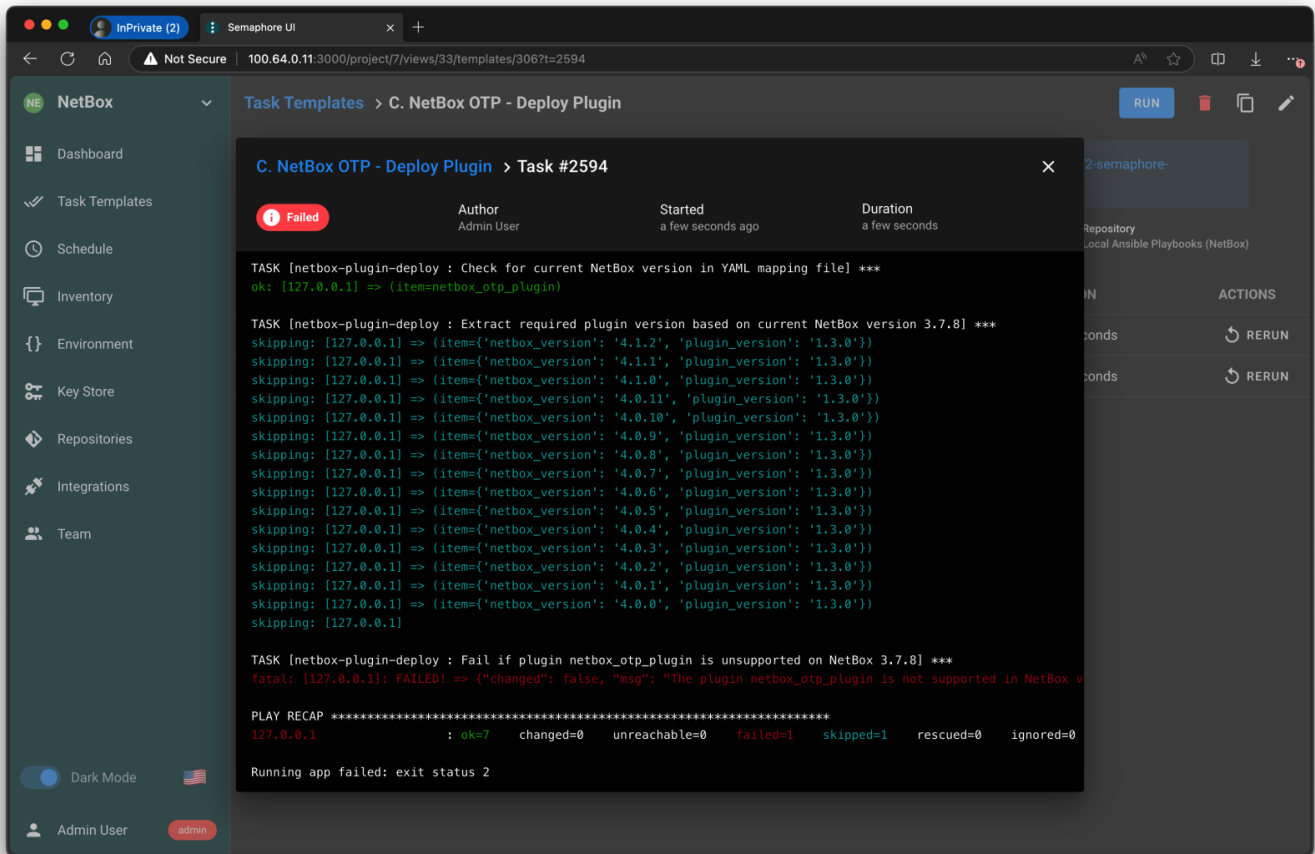 InPrivate (2)
Semaphore UI
Not Secure
100.64.0.11:3000/project/7/views/33/templates/306?t=2594
NE
NetBox
Task Templates > C. NetBox OTP - Deploy Plugin
RUN
Dashboard
Task Templates
Schedule
Inventory
Environment
Key Store
Repositories
Integrations
Team
Dark Mode
Admin User
admin
2-semaphore-
Repository
Local Ansible Playbooks (NetBox)
ON
ACTIONS
conds
RERUN
conds
RERUN
C. NetBox OTP - Deploy Plugin > Task #2594
Failed
Author
Admin User
Started
a few seconds ago
Duration
a few seconds
TASK [netbox-plugin-deploy : Check for current NetBox version in YAML mapping file] ***
ok: [127.0.0.1] => (item=netbox_otp_plugin)
TASK [netbox-plugin-deploy : Extract required plugin version based on current NetBox version 3.7.8] ***
skipping: [127.0.0.1] => (item={'netbox_version': '4.1.2', 'plugin_version': '1.3.0'})
skipping: [127.0.0.1] => (item={'netbox_version': '4.1.1', 'plugin_version': '1.3.0'})
skipping: [127.0.0.1] => (item={'netbox_version': '4.1.0', 'plugin_version': '1.3.0'})
skipping: [127.0.0.1] => (item={'netbox_version': '4.0.11', 'plugin_version': '1.3.0'})
skipping: [127.0.0.1] => (item={'netbox_version': '4.0.10', 'plugin_version': '1.3.0'})
skipping: [127.0.0.1] => (item={'netbox_version': '4.0.9', 'plugin_version': '1.3.0'})
skipping: [127.0.0.1] => (item={'netbox_version': '4.0.8', 'plugin_version': '1.3.0'})
skipping: [127.0.0.1] => (item={'netbox_version': '4.0.7', 'plugin_version': '1.3.0'})
skipping: [127.0.0.1] => (item={'netbox_version': '4.0.6', 'plugin_version': '1.3.0'})
skipping: [127.0.0.1] => (item={'netbox_version': '4.0.5', 'plugin_version': '1.3.0'})
skipping: [127.0.0.1] => (item={'netbox_version': '4.0.4', 'plugin_version': '1.3.0'})
skipping: [127.0.0.1] => (item={'netbox_version': '4.0.3', 'plugin_version': '1.3.0'})
skipping: [127.0.0.1] => (item={'netbox_version': '4.0.2', 'plugin_version': '1.3.0'})
skipping: [127.0.0.1] => (item={'netbox_version': '4.0.1', 'plugin_version': '1.3.0'})
skipping: [127.0.0.1] => (item={'netbox_version': '4.0.0', 'plugin_version': '1.3.0'})
skipping: [127.0.0.1]
TASK [netbox-plugin-deploy : Fail if plugin netbox_otp_plugin is unsupported on NetBox 3.7.8] ***
fatal: [127.0.0.1]: FAILED! => {"changed": false, "msg": "The plugin netbox_otp_plugin is not supported in NetBox v
PLAY RECAP *********************************************************************
127.0.0.1 : ok=7 changed=0 unreachable=0 failed=1 skipped=1 rescued=0 ignored=0
Running app failed: exit status 2